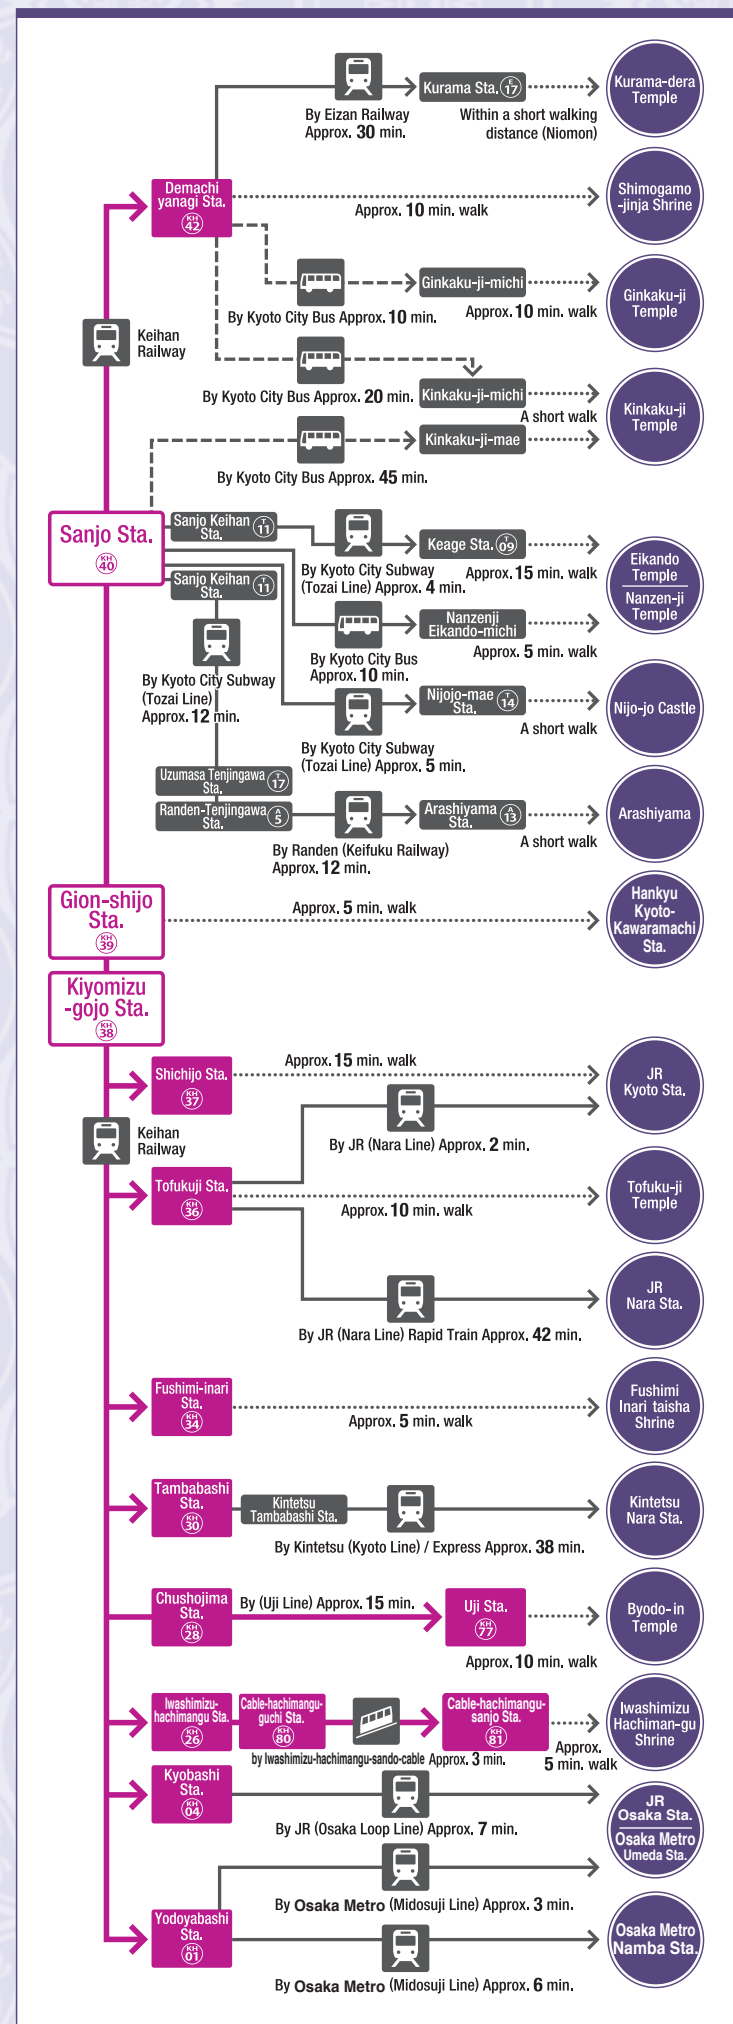 Kurama Sta.
E
17
Kurama-dera
Temple
By Eizan Railway
Approx. 30 min.
Within a short walking
distance (Niomon)
Demachi
yanagi Sta.
KH
42
Approx. 10 min. walk
Shimogamo
-jinja Shrine
Ginkaku-ji-michi
By Kyoto City Bus Approx. 10 min.
Approx. 10 min. walk
Ginkaku-ji
Temple
Keihan
Railway
By Kyoto City Bus Approx. 20 min.
Kinkaku-ji-michi
A short walk
Kinkaku-ji
Temple
Kinkaku-ji-mae
By Kyoto City Bus Approx. 45 min.
Sanjo Sta.
KH
40
Sanjo Keihan
Sta.
T
11
By Kyoto City Subway
(Tozai Line) Approx. 4 min.
Keage Sta.
T
09
Approx. 15 min. walk
Eikando
Temple
Nanzen-ji
Temple
Sanjo Keihan
Sta.
T
11
By Kyoto City Bus
Approx. 10 min.
Nanzenji
Eikando-michi
Approx. 5 min. walk
By Kyoto City Subway
(Tozai Line)
Approx. 12 min.
By Kyoto City Subway
(Tozai Line) Approx. 5 min.
Nijojo-mae
Sta.
T
14
A short walk
Nijo-jo Castle
Uzumasa Tenjingawa
Sta.
T
17
Randen-Tenjingawa
Sta.
A
5
By Randen (Keifuku Railway)
Approx. 12 min.
Arashiyama
Sta.
A
13
A short walk
Arashiyama
Gion-shijo
Sta.
KH
39
Approx. 5 min. walk
Hankyu
Kyoto-
Kawaramachi
Sta.
Kiyomizu
-gojo Sta.
KH
38
Shichijo Sta.
KH
37
Approx. 15 min. walk
JR
Kyoto Sta.
Keihan
Railway
By JR (Nara Line) Approx. 2 min.
Tofukuji Sta.
KH
36
Approx. 10 min. walk
Tofuku-ji
Temple
By JR (Nara Line) Rapid Train Approx. 42 min.
JR
Nara Sta.
Fushimi-inari
Sta.
KH
34
Approx. 5 min. walk
Fushimi
Inari taisha
Shrine
Tambabashi
Sta.
KH
30
Kintetsu
Tambabashi Sta.
By Kintetsu (Kyoto Line) / Express Approx. 38 min.
Kintetsu
Nara Sta.
Chushojima
Sta.
KH
28
By (Uji Line) Approx. 15 min.
Uji Sta.
KH
77
Approx. 10 min. walk
Byodo-in
Temple
Iwashimizu-
hachimangu Sta.
KH
26
Cable-hachimangu-
guchi Sta.
KH
80
by Iwashimizu-hachimangu-sando-cable Approx. 3 min.
Cable-hachimangu-
sanjo Sta.
KH
81
Approx.
5 min. walk
Iwashimizu
Hachiman-gu
Shrine
Kyobashi
Sta.
KH
04
By JR (Osaka Loop Line) Approx. 7 min.
JR
Osaka Sta.
Osaka Metro
Umeda Sta.
By Osaka Metro (Midosuji Line) Approx. 3 min.
Yodoyabashi
Sta.
KH
01
By Osaka Metro (Midosuji Line) Approx. 6 min.
Osaka Metro
Namba Sta.